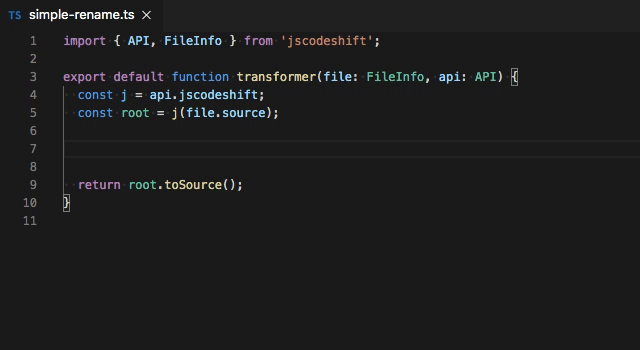 TS simple-rename.ts ×
1 import { API, FileInfo } from 'jscodeshift';
2
3 export default function transformer(file: FileInfo, api: API) {
4 const j = api.jscodeshift;
5 const root = j(file.source);
6
7
8
9 return root.toSource();
10 }
11